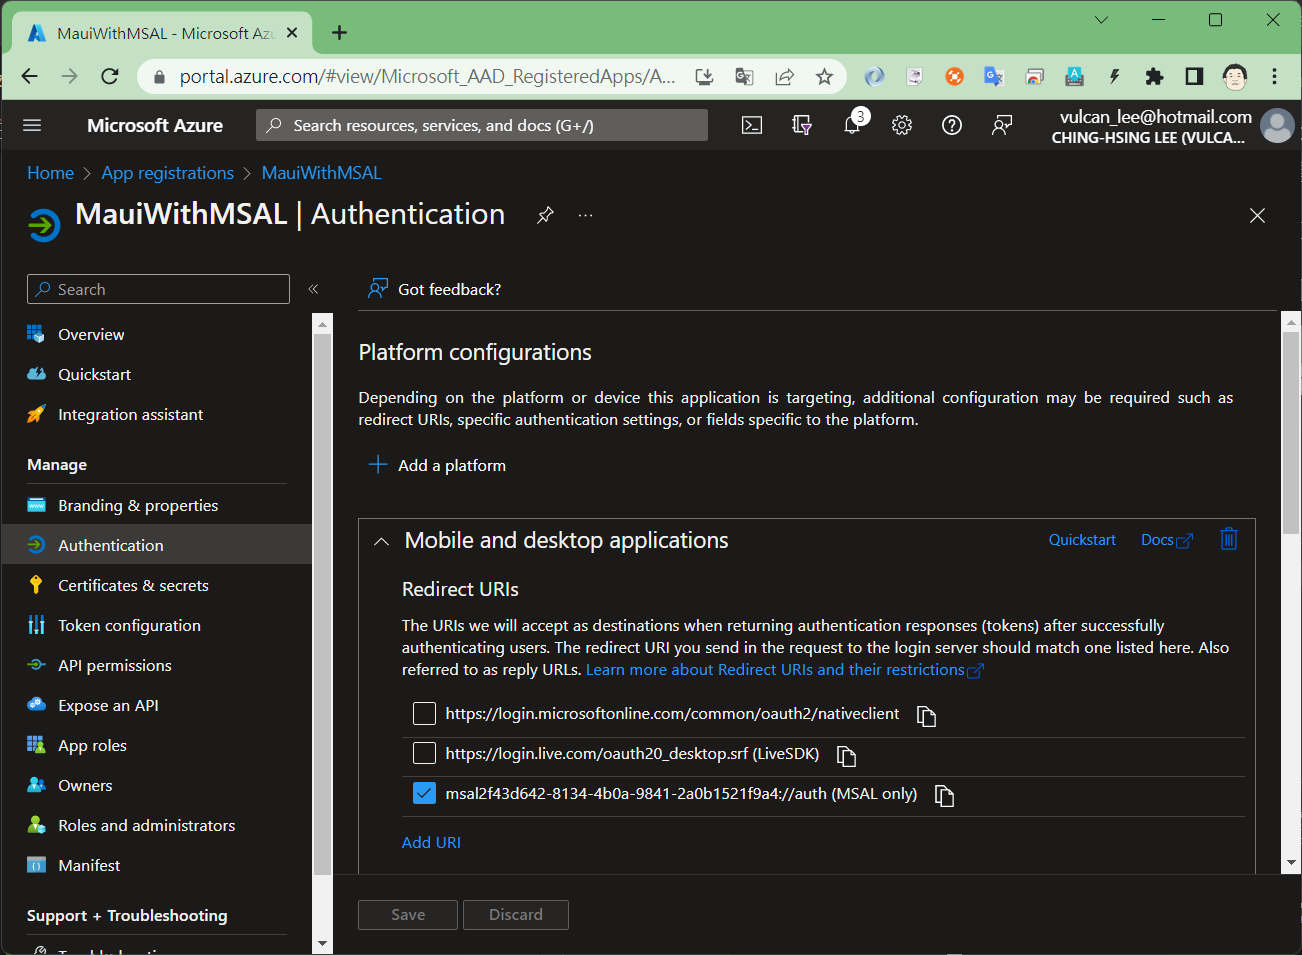 MauiWithMSAL - Microsoft Azu
portal.azure.com/#view/Microsoft_AAD_RegisteredApps/A...
Microsoft Azure
Search resources, services, and docs (G+/)
3
vulcan_lee@hotmail.com
CHING-HSING LEE (VULCA...
Home > App registrations > MauiWithMSAL
MauiWithMSAL | Authentication
Search
Overview
Quickstart
Integration assistant
Manage
Branding & properties
Authentication
Certificates & secrets
Token configuration
API permissions
Expose an API
App roles
Owners
Roles and administrators
Manifest
Support + Troubleshooting
Got feedback?
Platform configurations
Depending on the platform or device this application is targeting, additional configuration may be required such as
redirect URIs, specific authentication settings, or fields specific to the platform.
Add a platform
Mobile and desktop applications
Quickstart
Docs
Redirect URIs
The URIs we will accept as destinations when returning authentication responses (tokens) after successfully
authenticating users. The redirect URI you send in the request to the login server should match one listed here. Also
referred to as reply URLs. Learn more about Redirect URIs and their restrictions
https://login.microsoftonline.com/common/oauth2/nativeclient
https://login.live.com/oauth20_desktop.srf (LiveSDK)
msal2f43d642-8134-4b0a-9841-2a0b1521f9a4://auth (MSAL only)
Add URI
Save
Discard